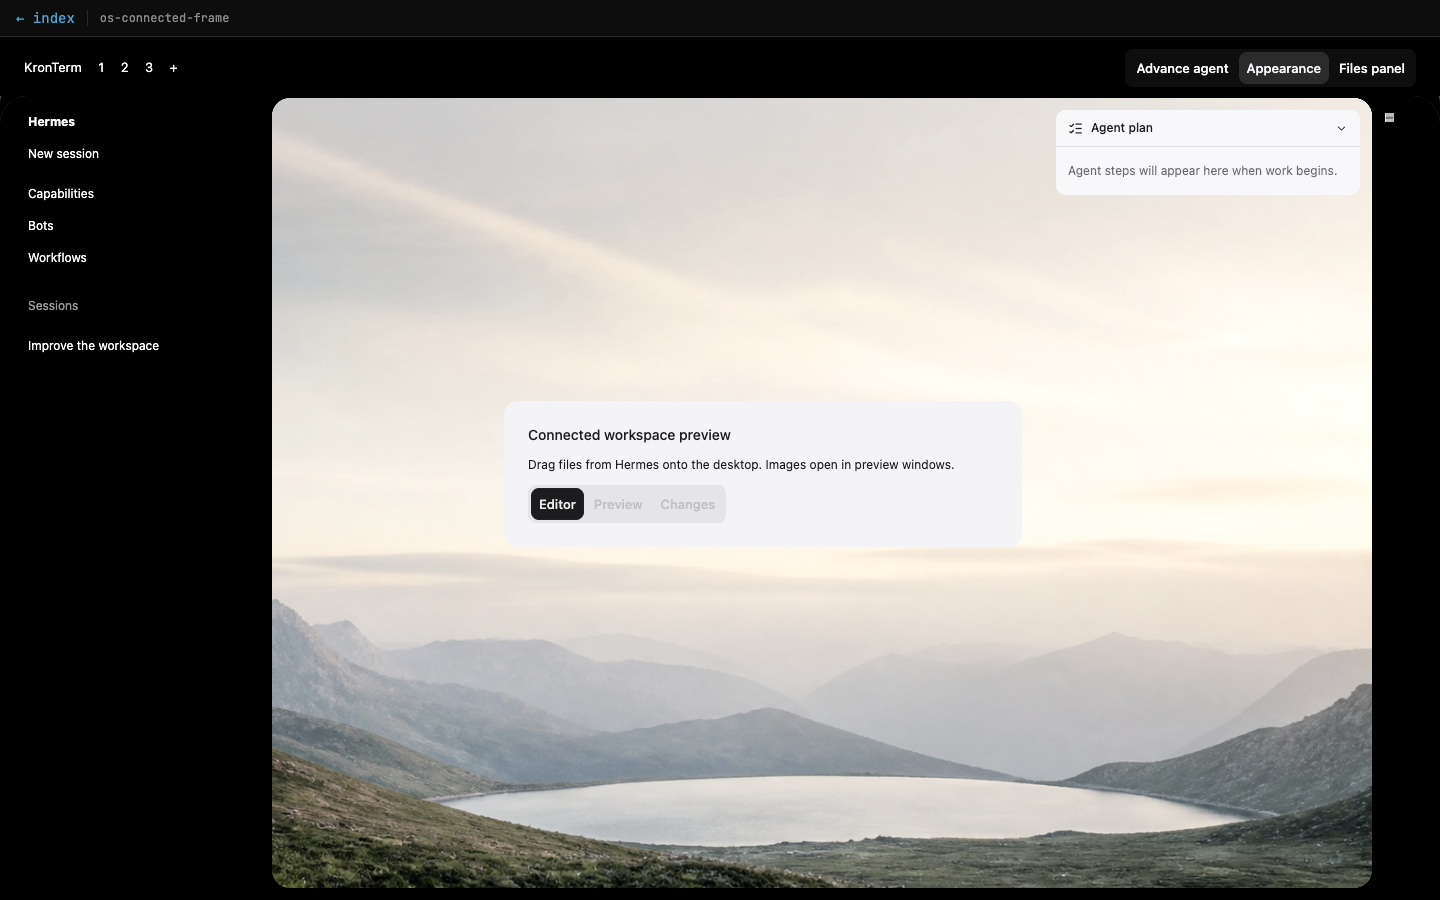 ← index os-connected-frame
KronTerm 1 2 3 +
Advance agent Appearance Files panel
Hermes
New session
Capabilities
Bots
Workflows
Sessions
Improve the workspace
Agent plan
Agent steps will appear here when work begins.
Connected workspace preview
Drag files from Hermes onto the desktop. Images open in preview windows.
Editor Preview Changes